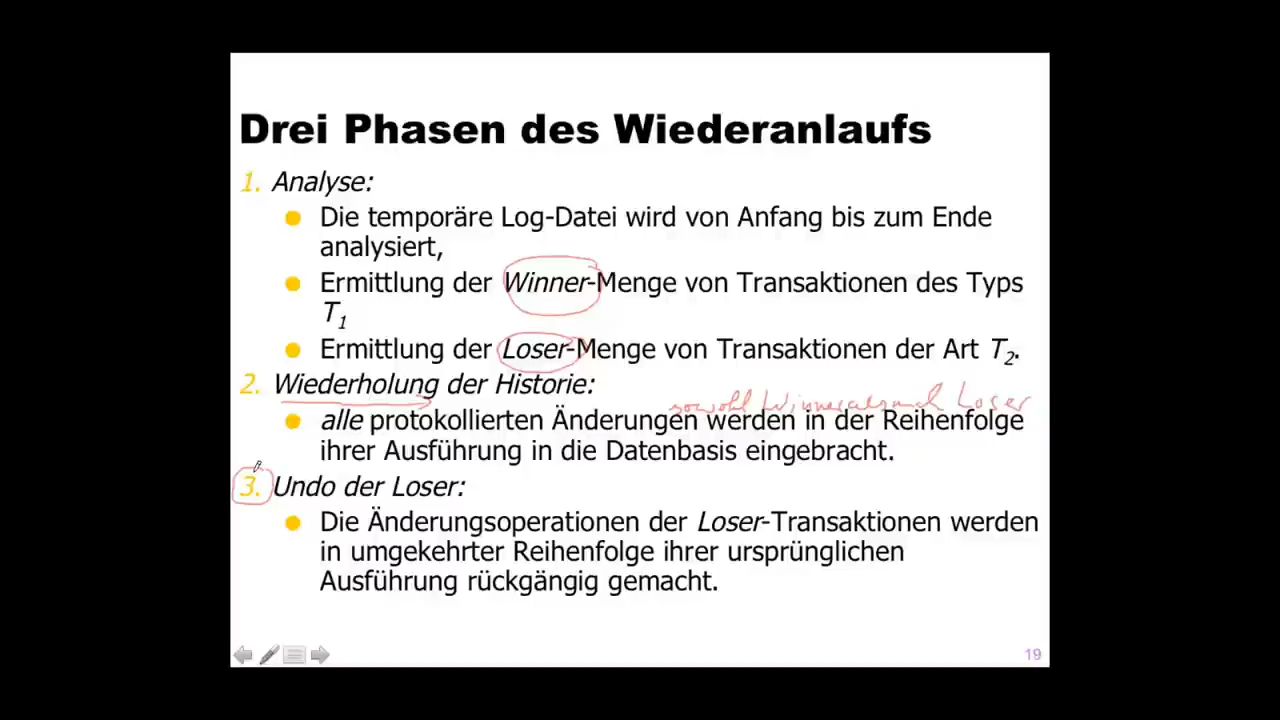 Drei Phasen des Wiederanlaufs
1. Analyse:
Die temporäre Log-Datei wird von Anfang bis zum Ende
analysiert,
Ermittlung der Winner-Menge von Transaktionen des Typs
T1
Ermittlung der Loser-Menge von Transaktionen der Art T2.
2. Wiederholung der Historie:
sowohl Winner als auch Loser
alle protokollierten Änderungen werden in der Reihenfolge
ihrer Ausführung in die Datenbasis eingebracht.
3. Undo der Loser:
Die Änderungsoperationen der Loser-Transaktionen werden
in umgekehrter Reihenfolge ihrer ursprünglichen
Ausführung rückgängig gemacht.
19